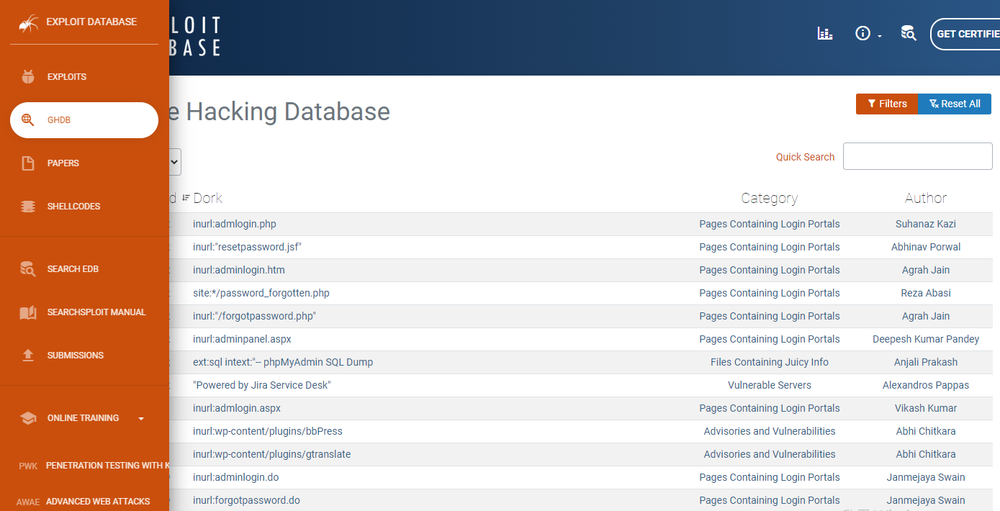 EXPLOIT DATABASE
EXPLOITS
GHDB
PAPERS
SHELLCODES
SEARCH EDB
SEARCHSPLOIT MANUAL
SUBMISSIONS
ONLINE TRAINING
PWK PENETRATION TESTING WITH K
AWAE ADVANCED WEB ATTACKS
LOIT
BASE
GET CERTIFIE
e Hacking Database
Filters
Reset All
Quick Search
d Dork Category Author
inurl:admlogin.php Pages Containing Login Portals Suhanaz Kazi
inurl:"resetpassword.jsf" Pages Containing Login Portals Abhinav Porwal
inurl:adminlogin.htm Pages Containing Login Portals Agrah Jain
site:*/password_forgotten.php Pages Containing Login Portals Reza Abasi
inurl:"/forgotpassword.php" Pages Containing Login Portals Agrah Jain
inurl:adminpanel.aspx Pages Containing Login Portals Deepesh Kumar Pandey
ext:sql intext:"-- phpMyAdmin SQL Dump Files Containing Juicy Info Anjali Prakash
"Powered by Jira Service Desk" Vulnerable Servers Alexandros Pappas
inurl:admlogin.aspx Pages Containing Login Portals Vikash Kumar
inurl:wp-content/plugins/bbPress Advisories and Vulnerabilities Abhi Chitkara
inurl:wp-content/plugins/gtranslate Advisories and Vulnerabilities Abhi Chitkara
inurl:adminlogin.do Pages Containing Login Portals Janmejaya Swain
inurl:forgotpassword.do Pages Containing Login Portals Janmejaya Swain